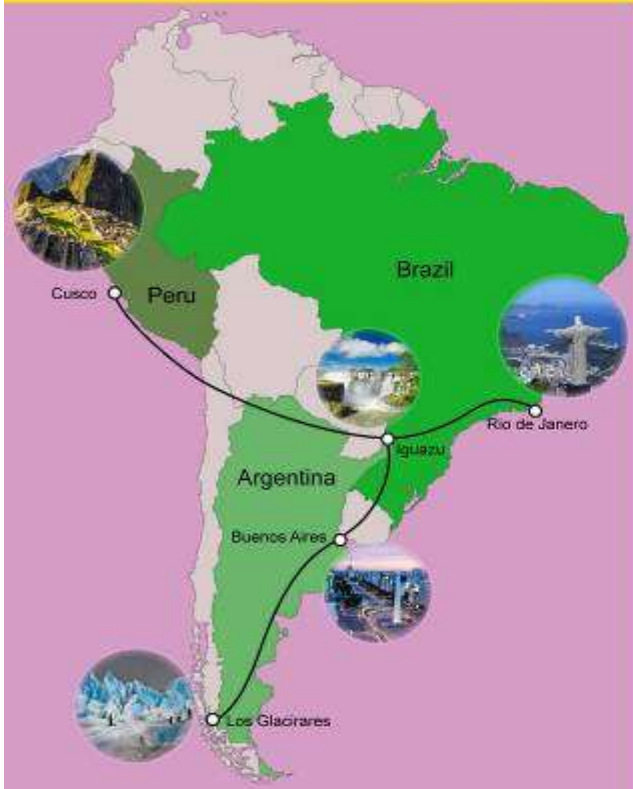 Brazil
Cusco
Peru
Rio de Janero
Iguazu
Argentina
Buenos Aires
Los Glacirares